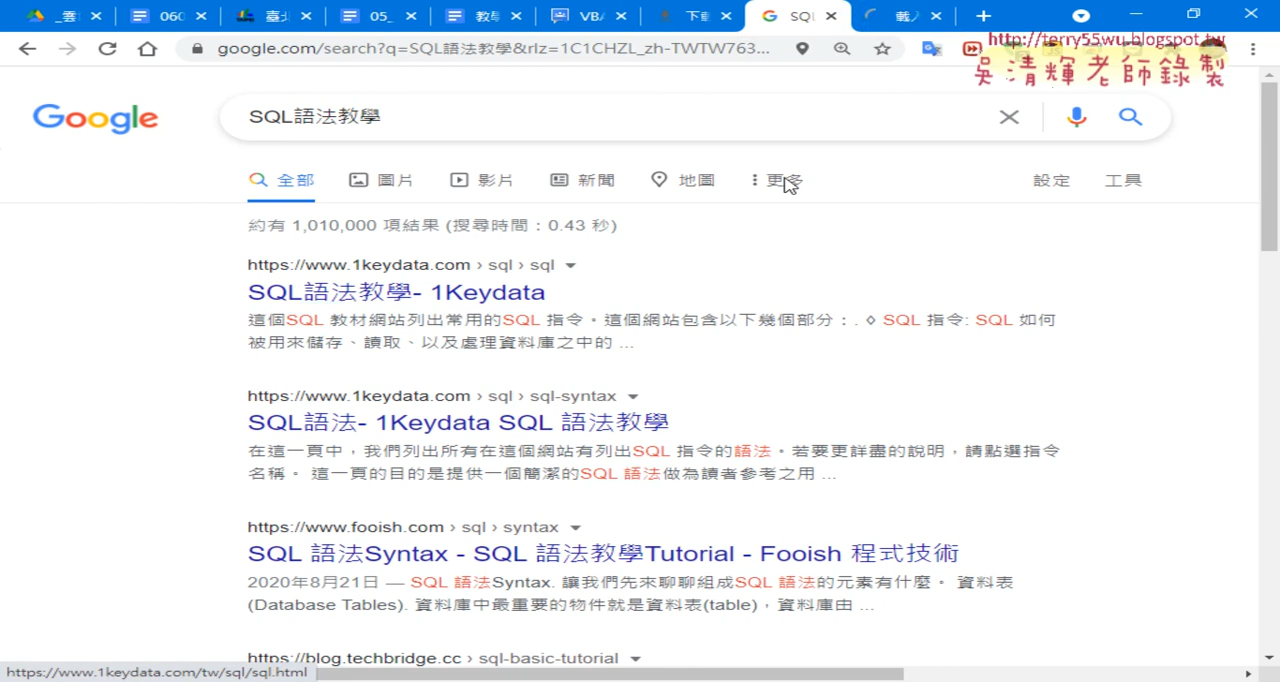 _雲
060
臺北
05_
教學
VBA
下載
SQL
載入
google.com/search?q=SQL語法教學&rlz=1C1CHZL_zh-TWTW763...
http://terry55wu.blogspot.tw
吳清輝老師錄製
Google
SQL語法教學
全部 圖片 影片 新聞 地圖 更多 設定 工具
約有 1,010,000 項結果 (搜尋時間：0.43 秒)
https://www.1keydata.com › sql › sql
SQL語法教學- 1Keydata
這個SQL 教材網站列出常用的SQL 指令。這個網站包含以下幾個部分：. ◊ SQL 指令: SQL 如何
被用來儲存、讀取、以及處理資料庫之中的 ...
https://www.1keydata.com › sql › sql-syntax
SQL語法- 1Keydata SQL 語法教學
在這一頁中，我們列出所有在這個網站有列出SQL 指令的語法。若要更詳盡的說明，請點選指令
名稱。 這一頁的目的是提供一個簡潔的SQL 語法做為讀者參考之用 ...
https://www.fooish.com › sql › syntax
SQL 語法Syntax - SQL 語法教學Tutorial - Fooish 程式技術
2020年8月21日 — SQL 語法Syntax. 讓我們先來聊聊組成SQL 語法的元素有什麼。 資料表
(Database Tables). 資料庫中最重要的物件就是資料表(table)，資料庫由 ...
https://blog.techbridge.cc › sql-basic-tutorial
https://www.1keydata.com/tw/sql/sql.html